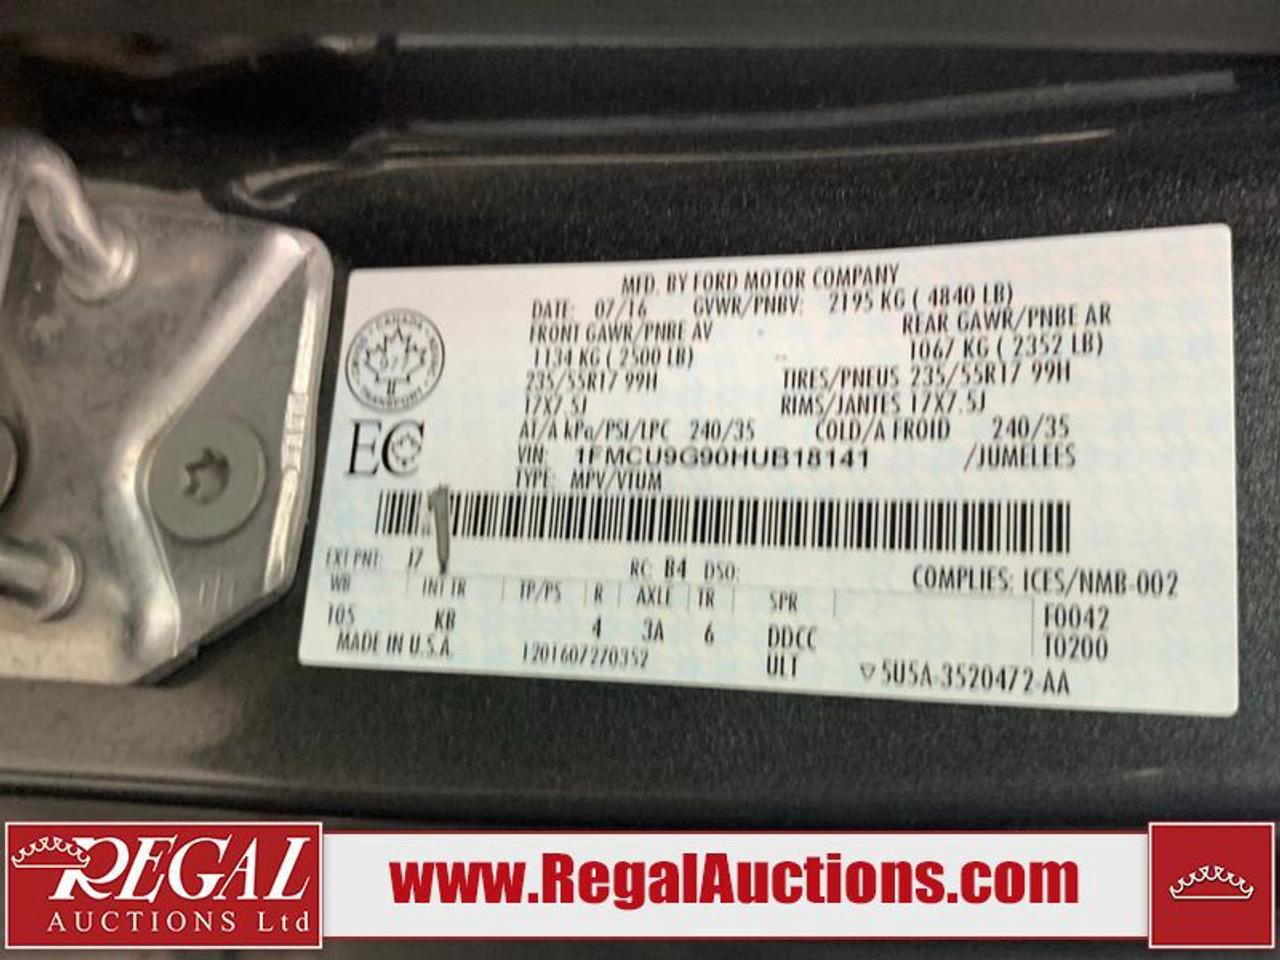 MFD. BY FORD MOTOR COMPANY
DATE: 07/16 GVWR/PNBV: 2195 KG ( 4840 LB)
FRONT GAWR/PNBE AV REAR GAWR/PNBE AR
1134 KG ( 2500 LB) 1067 KG ( 2352 LB)
235/55R17 99H TIRES/PNEUS 235/55R17 99H
17X7.5J RIMS/JANTES 17X7.5J
AT/A kPa/PSI/LPC 240/35 COLD/A FROID 240/35
VIN: 1FMCU9G90HUB18141 /JUMELEES
TYPE: MPV/VTUM
CANADA
TRANSPORT
EC
EXT PNT: J7 RC: B4 DSO: COMPLIES: ICES/NMB-002
WB INT TR TP/PS R AXLE TR SPR F0042
105 KB 4 3A 6 DDCC T0200
MADE IN U.S.A. 1201607270352 ULT ▽5U5A-3520472-AA
REGAL
AUCTIONS Ltd
www.RegalAuctions.com